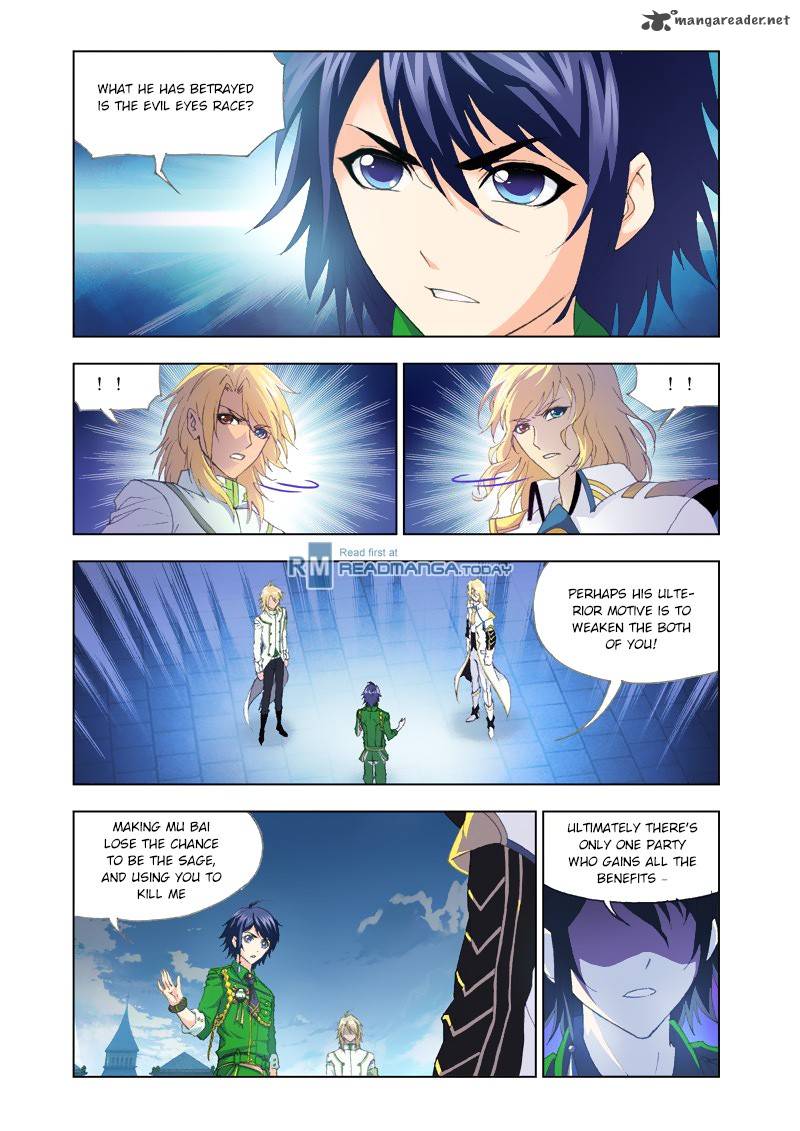 mangareader.net
WHAT HE HAS BETRAYED
IS THE EVIL EYES RACE?
! !
! !
Read first at
RM READMANGA.TODAY
PERHAPS HIS ULTE-
RIOR MOTIVE IS TO
WEAKEN THE BOTH
OF YOU!
MAKING MU BAI
LOSE THE CHANCE
TO BE THE SAGE,
AND USING YOU TO
KILL ME
ULTIMATELY THERE'S
ONLY ONE PARTY
WHO GAINS ALL THE
BENEFITS –